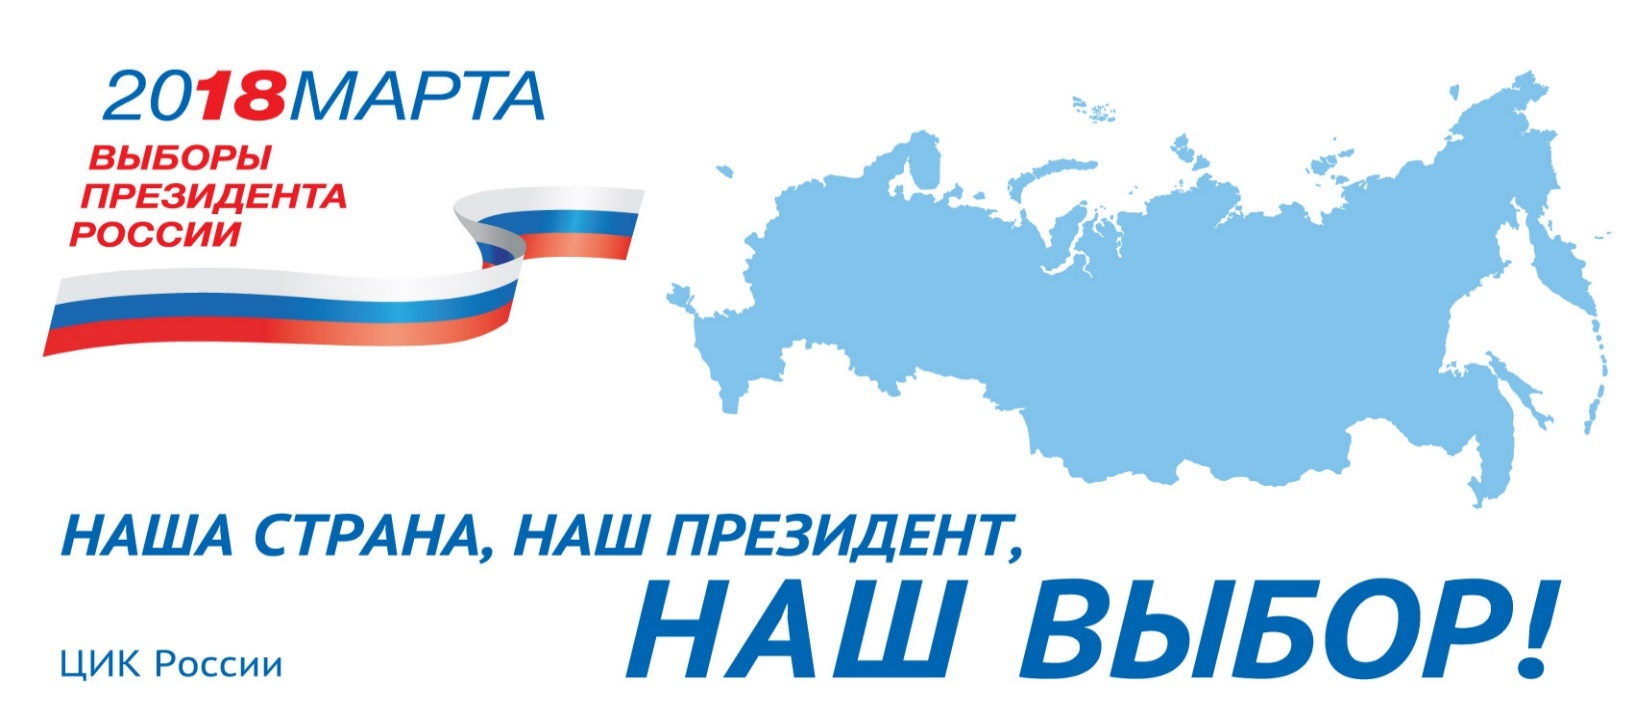 2018МАРТА
ВЫБОРЫ
ПРЕЗИДЕНТА
РОССИИ
НАША СТРАНА, НАШ ПРЕЗИДЕНТ,
НАШ ВЫБОР!
ЦИК России